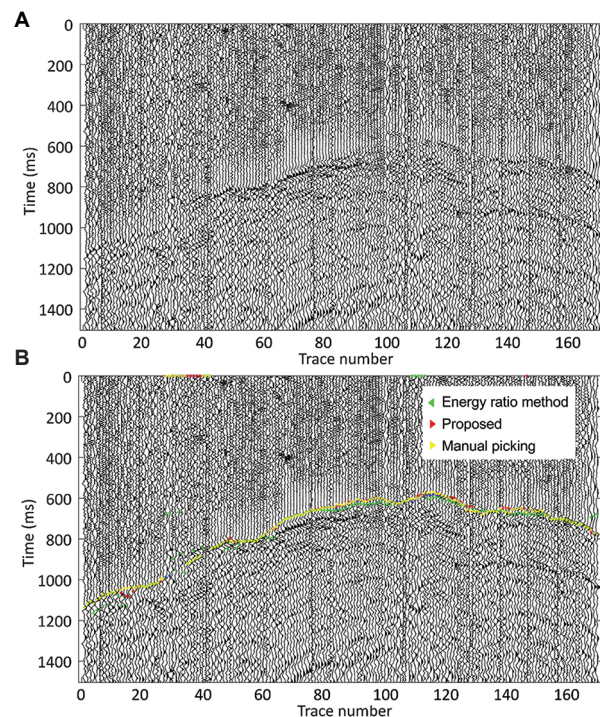 A
0
200
400
600
800
1000
1200
1400
Time (ms)
0 20 40 60 80 100 120 140 160
Trace number
B
0
200
400
600
800
1000
1200
1400
Time (ms)
Energy ratio method
Proposed
Manual picking
0 20 40 60 80 100 120 140 160
Trace number